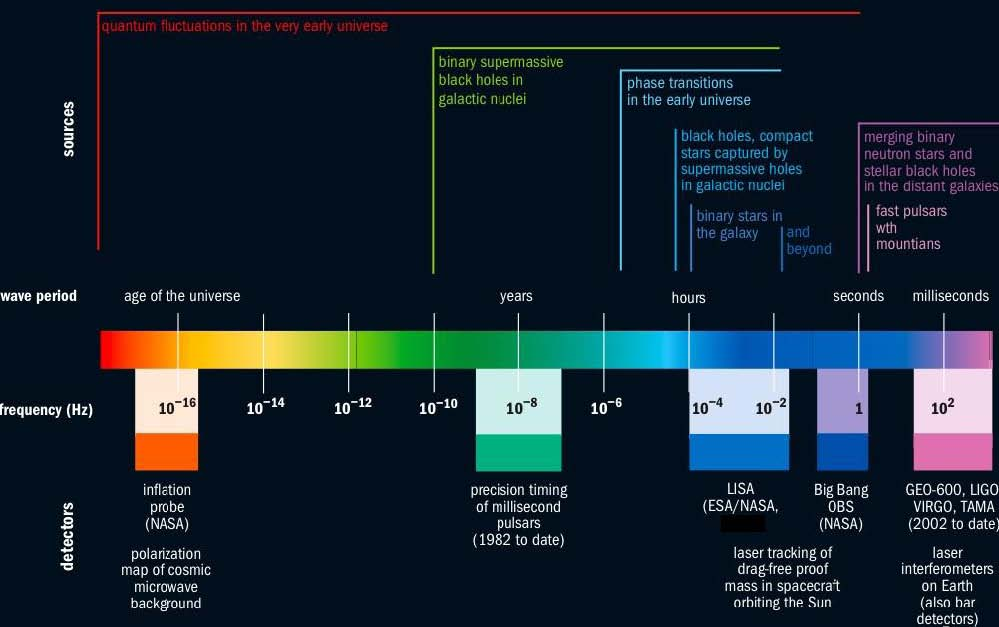 quantum fluctuations in the very early universe
binary supermassive
black holes in
galactic nuclei
phase transitions
in the early universe
black holes, compact
stars captured by
supermassive holes
in galactic nuclei
binary stars in
the galaxy
and
beyond
merging binary
neutron stars and
stellar black holes
in the distant galaxies
fast pulsars
wth
mountians
sources
wave period
age of the universe
years
hours
seconds
milliseconds
frequency (Hz)
10⁻¹⁶
10⁻¹⁴
10⁻¹²
10⁻¹⁰
10⁻⁸
10⁻⁶
10⁻⁴
10⁻²
1
10²
detectors
inflation
probe
(NASA)
polarization
map of cosmic
microwave
background
precision timing
of millisecond
pulsars
(1982 to date)
LISA
(ESA/NASA,
laser tracking of
drag-free proof
mass in spacecraft
orbiting the Sun
Big Bang
OBS
(NASA)
GEO-600, LIGO
VIRGO, TAMA
(2002 to date)
laser
interferometers
on Earth
(also bar
detectors)